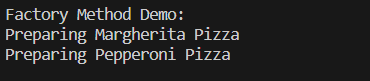 Factory Method Demo:
Preparing Margherita Pizza
Preparing Pepperoni Pizza